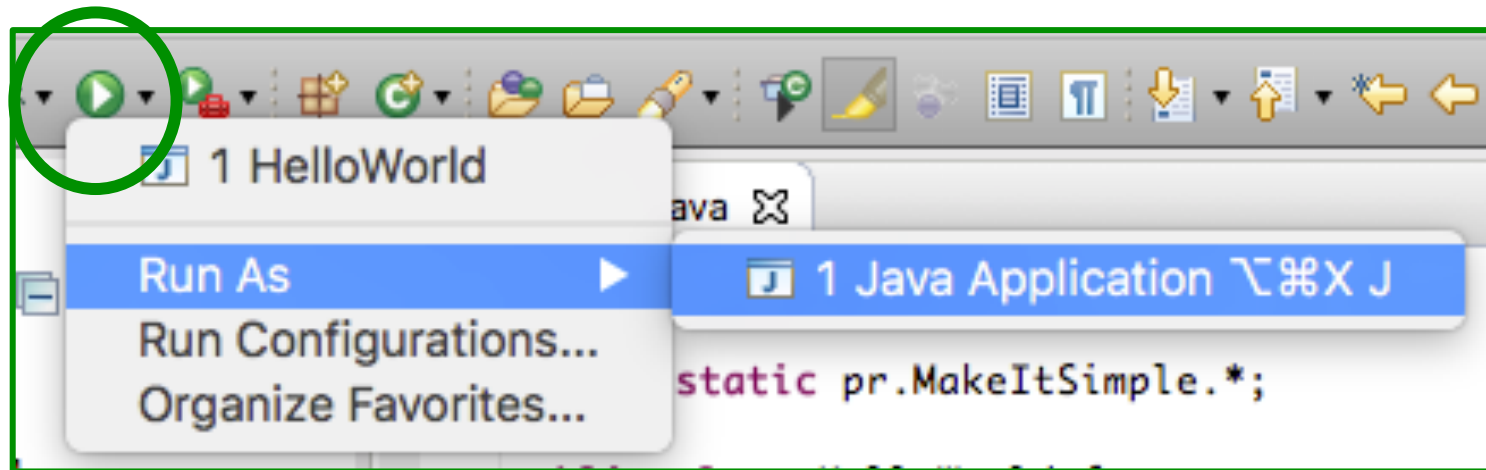 1 HelloWorld
ava
Run As
1 Java Application ⌥⌘X J
Run Configurations...
Organize Favorites...
static pr.MakeItSimple.*;